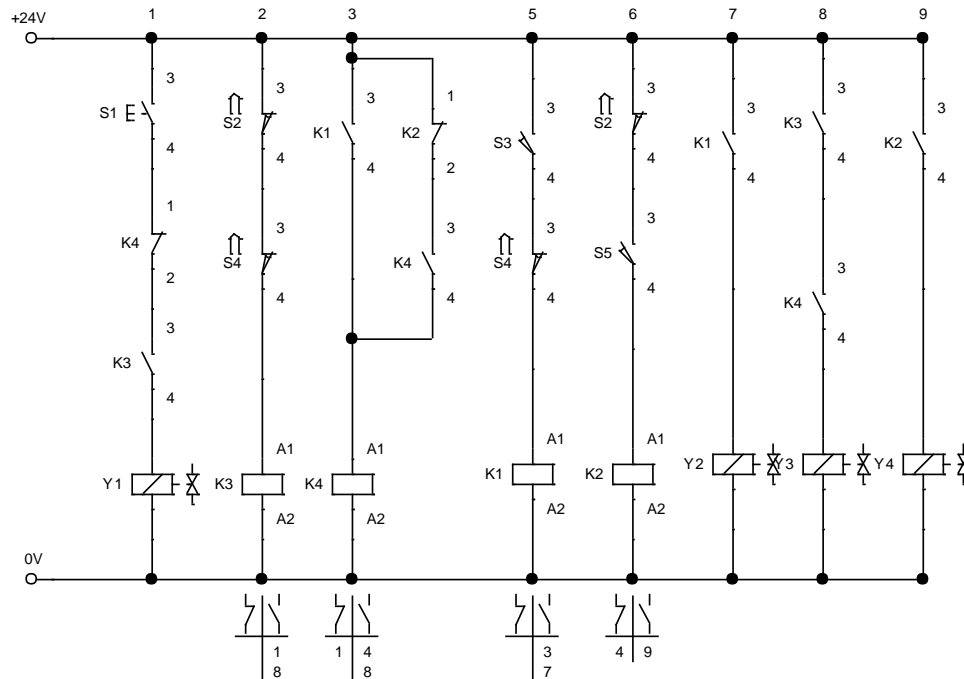 1 2 3 5 6 7 8 9
+24V
3 3 3 1 3 3 3 3 3
S1 S2 K1 K2 S3 S2 K1 K3 K2
4 4 4 2 4 4 4 4 4
1 3 3 3 3 3
K4 S4 K4 S4 S5 K4
2 4 4 4 4 4
3
K3
4
A1 A1 A1 A1
Y1 K3 K4 K1 K2 Y2 Y3 Y4
A2 A2 A2 A2
0V
1 1 4 3 4 9
8 8 7